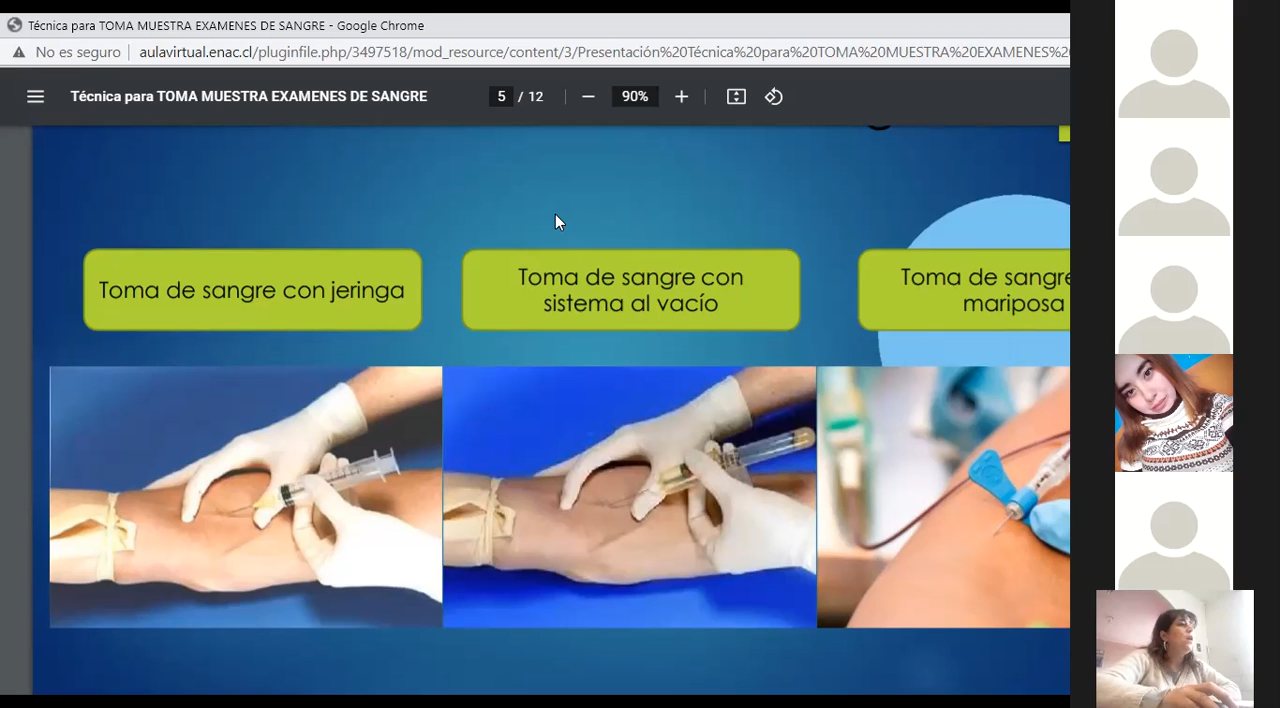 Técnica para TOMA MUESTRA EXAMENES DE SANGRE - Google Chrome
No es seguro aulavirtual.enac.cl/pluginfile.php/3497518/mod_resource/content/3/Presentación%20Técnica%20para%20TOMA%20MUESTRA%20EXAMENES%20
Técnica para TOMA MUESTRA EXAMENES DE SANGRE 5 / 12 90%
Toma de sangre con jeringa
Toma de sangre con
sistema al vacío
Toma de sangre
mariposa